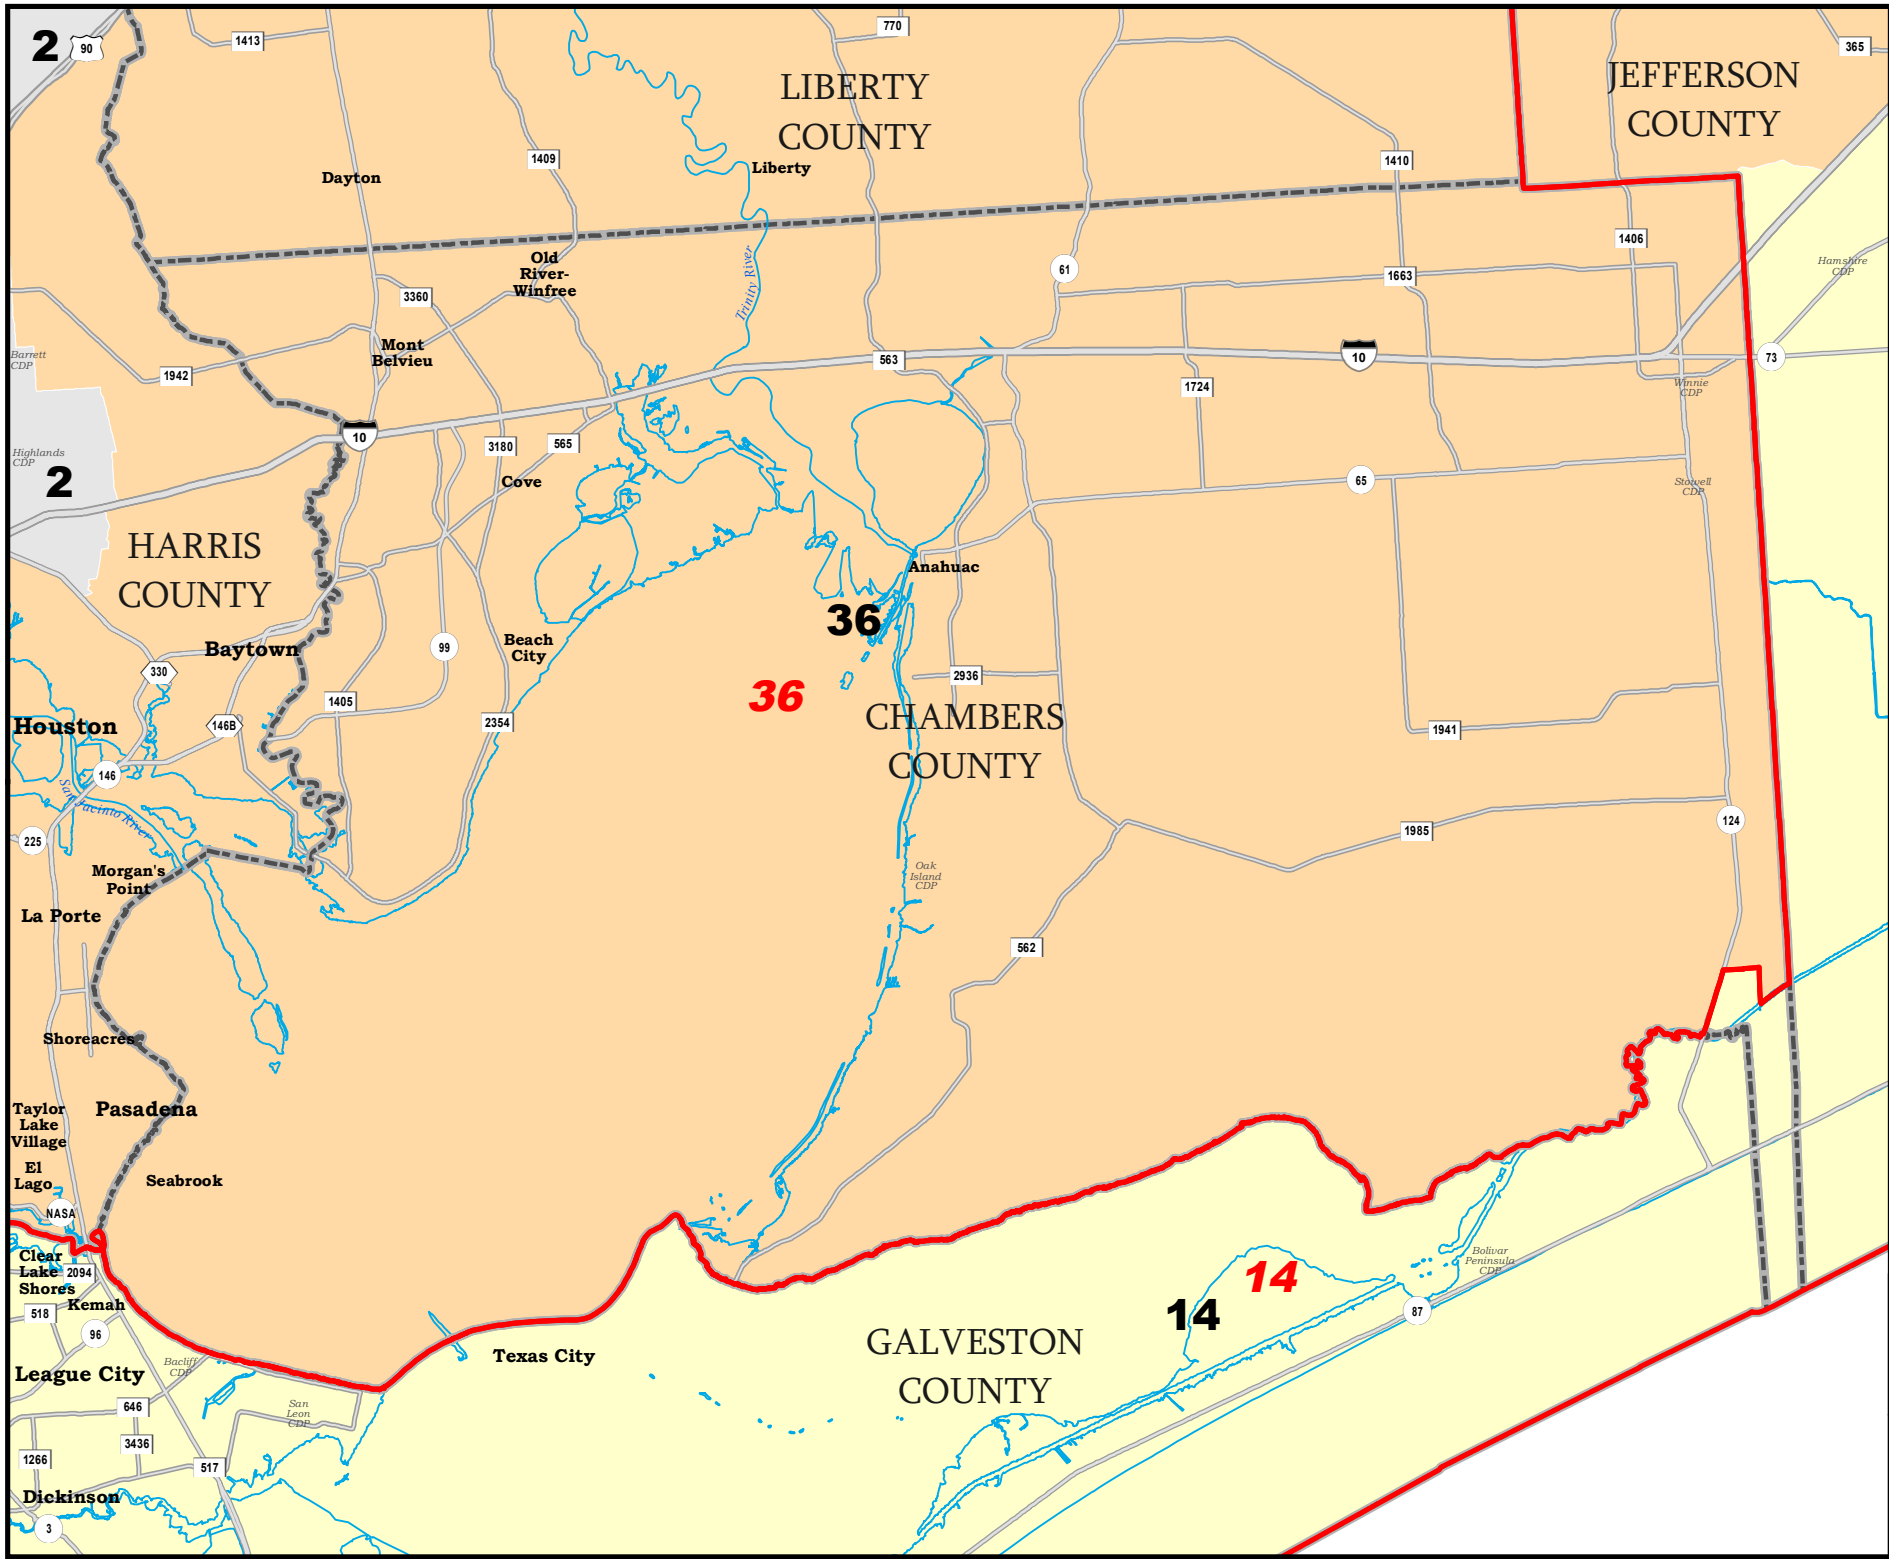 2
90
1413
770
365
LIBERTY
COUNTY
JEFFERSON
COUNTY
1409
1410
Dayton
Liberty
Old
River-
Winfree
Trinity River
61
1406
Hamshire
CDP
3360
1663
Barrett
CDP
Mont
Belvieu
1942
563
10
73
1724
Winnie
CDP
10
3180
565
Highlands
CDP
2
Cove
65
Stowell
CDP
HARRIS
COUNTY
Anahuac
36
Baytown
99
Beach
City
330
2936
36
1405
146B
2354
CHAMBERS
COUNTY
Houston
1941
146
San Jacinto River
225
124
1985
Morgan's
Point
Oak
Island
CDP
La Porte
562
Shoreacres
Taylor
Lake
Village
Pasadena
El
Lago
Seabrook
NASA
Clear
Lake
Shores
2094
Kemah
518
96
Bolivar
Peninsula
CDP
14
14
87
GALVESTON
COUNTY
Texas City
League City
Bacliff
CDP
646
San
Leon
CDP
3436
1266
517
Dickinson
3